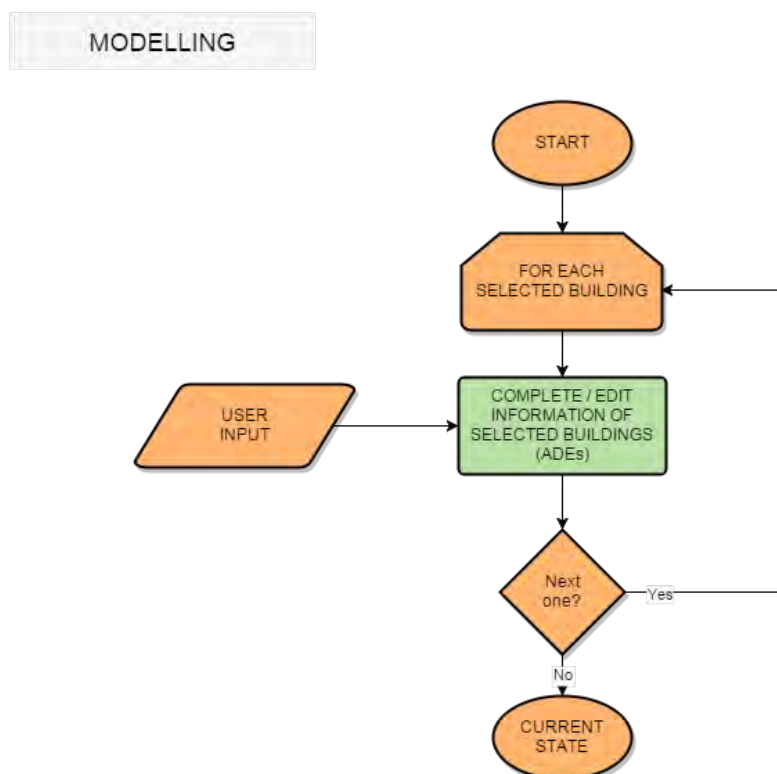 MODELLING
START
FOR EACH
SELECTED BUILDING
USER
INPUT
COMPLETE / EDIT
INFORMATION OF
SELECTED BUILDINGS
(ADEs)
Next
one?
Yes
No
CURRENT
STATE